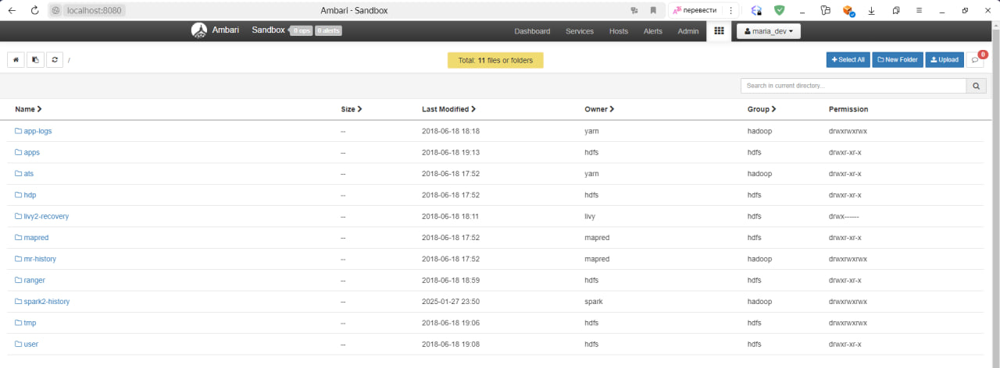 localhost:8080 Ambari - Sandbox перевести
Ambari Sandbox 0 ops 0 alerts Dashboard Services Hosts Alerts Admin maria_dev
/ Total: 11 files or folders Select All New Folder Upload 0
Search in current directory...
Name Size Last Modified Owner Group Permission
app-logs -- 2018-06-18 18:18 yarn hadoop drwxrwxrwx
apps -- 2018-06-18 19:13 hdfs hdfs drwxr-xr-x
ats -- 2018-06-18 17:52 yarn hadoop drwxr-xr-x
hdp -- 2018-06-18 17:52 hdfs hdfs drwxr-xr-x
livy2-recovery -- 2018-06-18 18:11 livy hdfs drwx------
mapred -- 2018-06-18 17:52 mapred hdfs drwxr-xr-x
mr-history -- 2018-06-18 17:52 mapred hadoop drwxrwxrwx
ranger -- 2018-06-18 18:59 hdfs hdfs drwxr-xr-x
spark2-history -- 2025-01-27 23:50 spark hadoop drwxrwxrwx
tmp -- 2018-06-18 19:06 hdfs hdfs drwxrwxrwx
user -- 2018-06-18 19:08 hdfs hdfs drwxr-xr-x